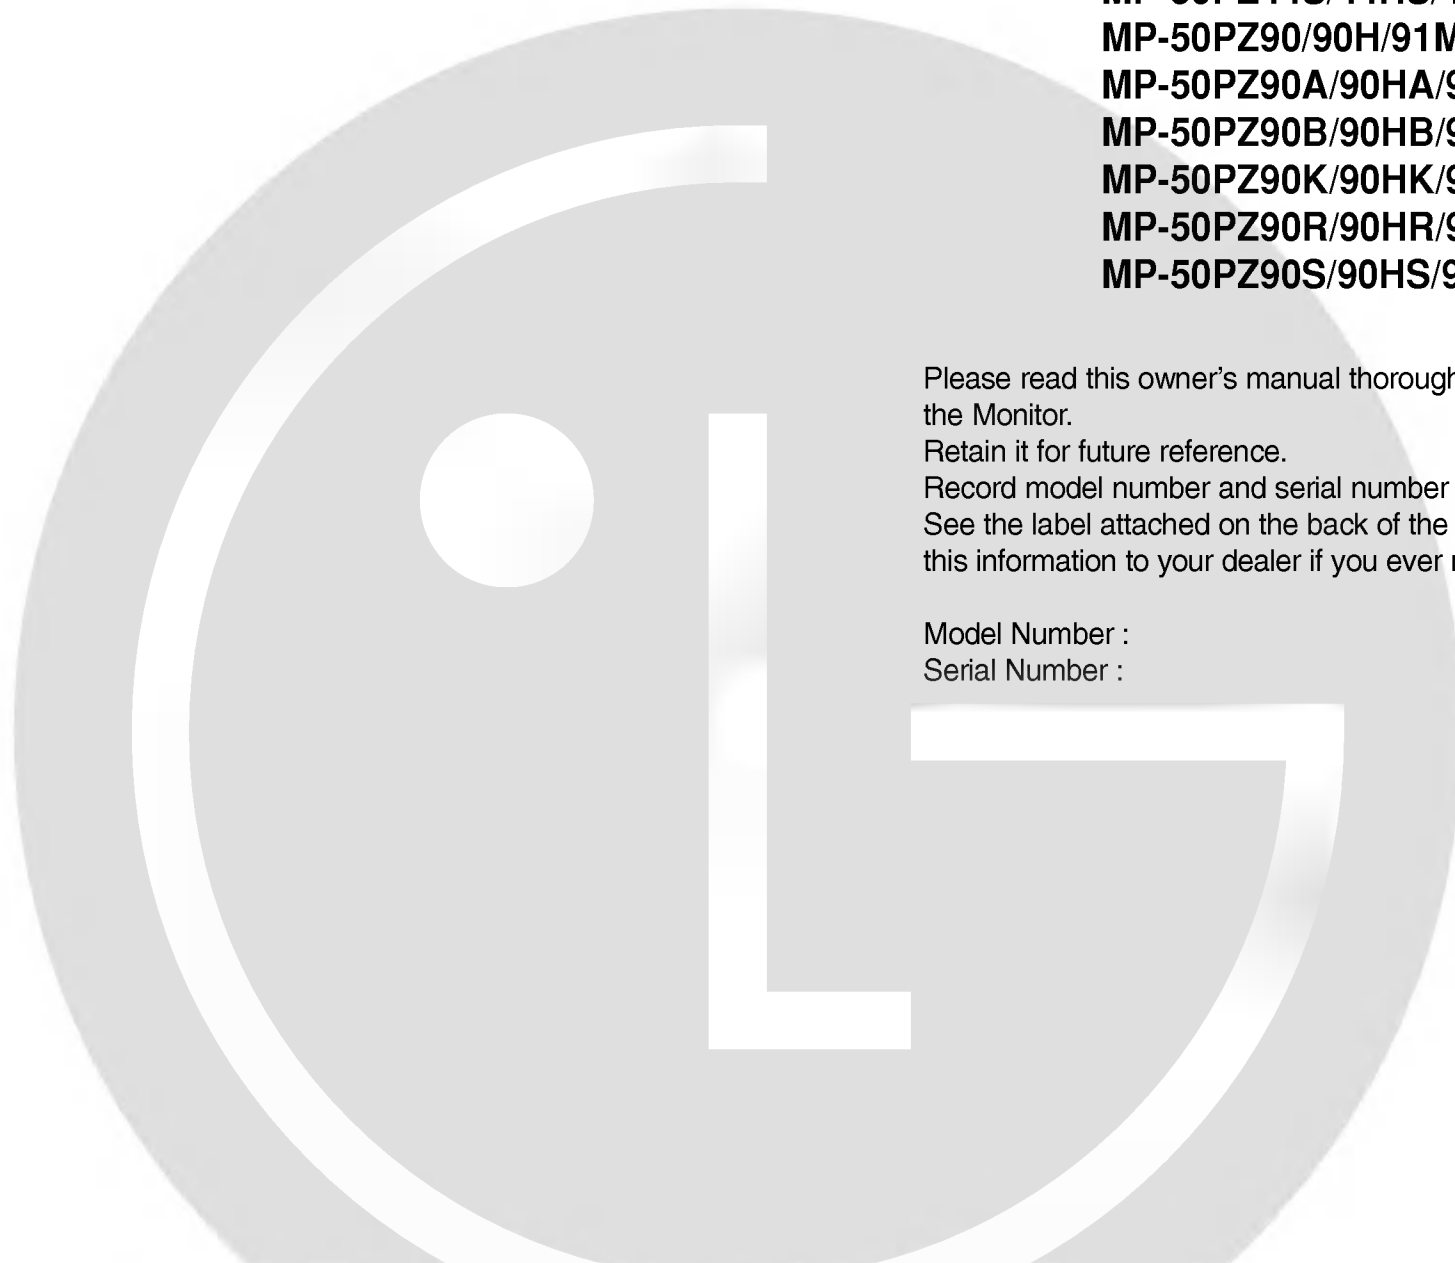 MP-50PZ90/90H/91M
MP-50PZ90A/90HA/9
MP-50PZ90B/90HB/9
MP-50PZ90K/90HK/9
MP-50PZ90R/90HR/9
MP-50PZ90S/90HS/9
Please read this owner's manual thorough
the Monitor.
Retain it for future reference.
Record model number and serial number
See the label attached on the back of the
this information to your dealer if you ever
Model Number :
Serial Number :